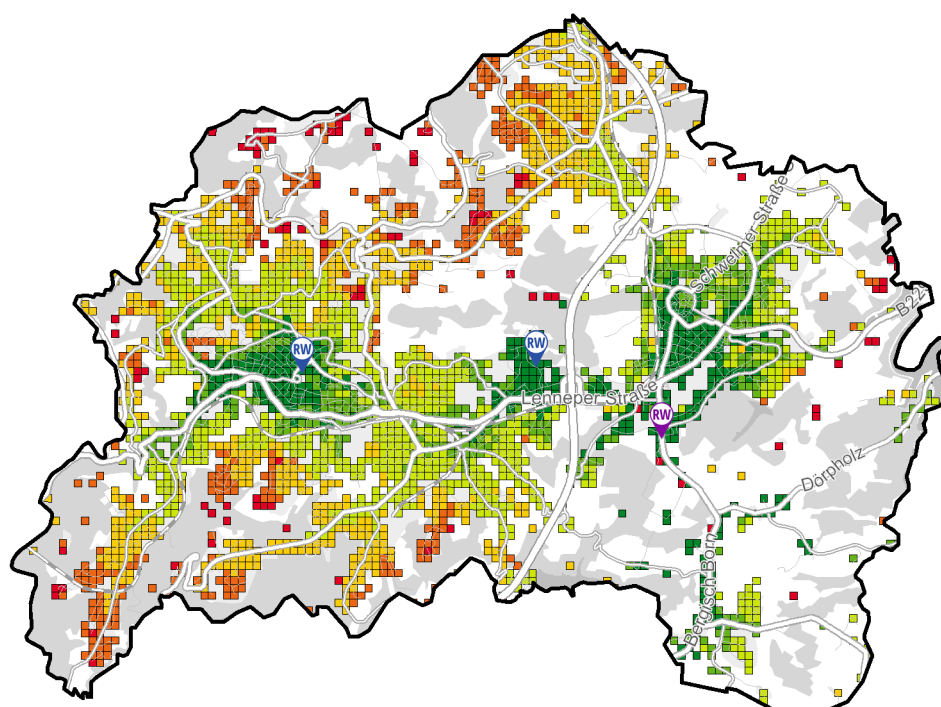 Schwelmer Straße
B22
RW
RW
Lenneper Straße
RW
Dörpholz
Bergisch Born